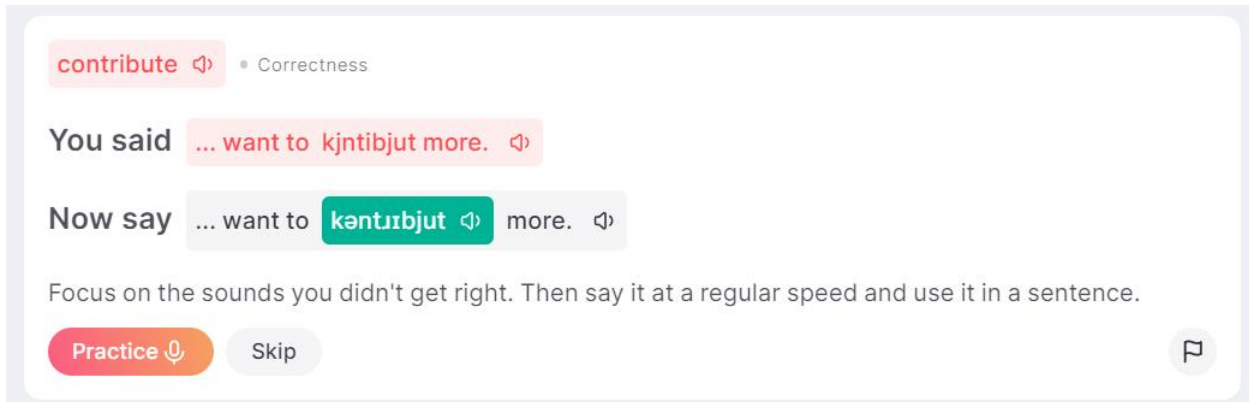 contribute • Correctness
You said ... want to kjntibjut more.
Now say ... want to kəntɹɪbjut more.
Focus on the sounds you didn't get right. Then say it at a regular speed and use it in a sentence.
Practice Skip